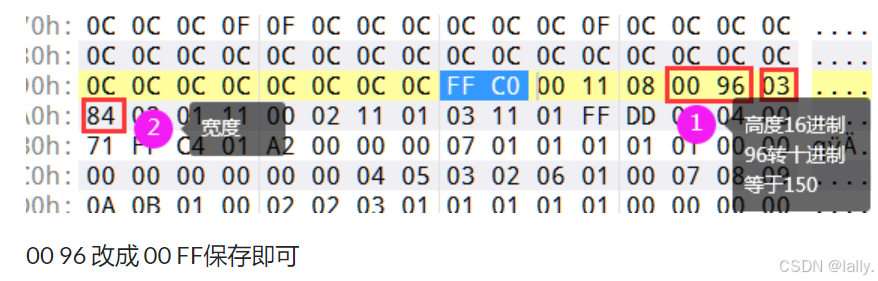 70h: 0C 0C 0C 0F 0F 0C 0C 0C 0C 0C 0C 0F 0C 0C 0C 0C ....
80h: 0C 0C 0C 0C 0C 0C 0C 0C 0C 0C 0C 0C 0C 0C 0C 0C ....
90h: 0C 0C 0C 0C 0C 0C 0C 0C FF C0 00 11 08 00 96 03 ....
A0h: 84 01 11 00 02 11 01 03 11 01 FF DD 04 00
B0h: 71 FF C4 01 A2 00 00 00 07 01 01 01 01 01 00 00
C0h: 00 00 00 00 00 00 04 05 03 02 06 01 00 07 08 09
D0h: 0A 0B 01 00 02 02 03 01 01 01 01 01 00 00 00 00
2
宽度
1
高度16进制
96转十进制
等于150
00 96 改成 00 FF保存即可
CSDN @lally.